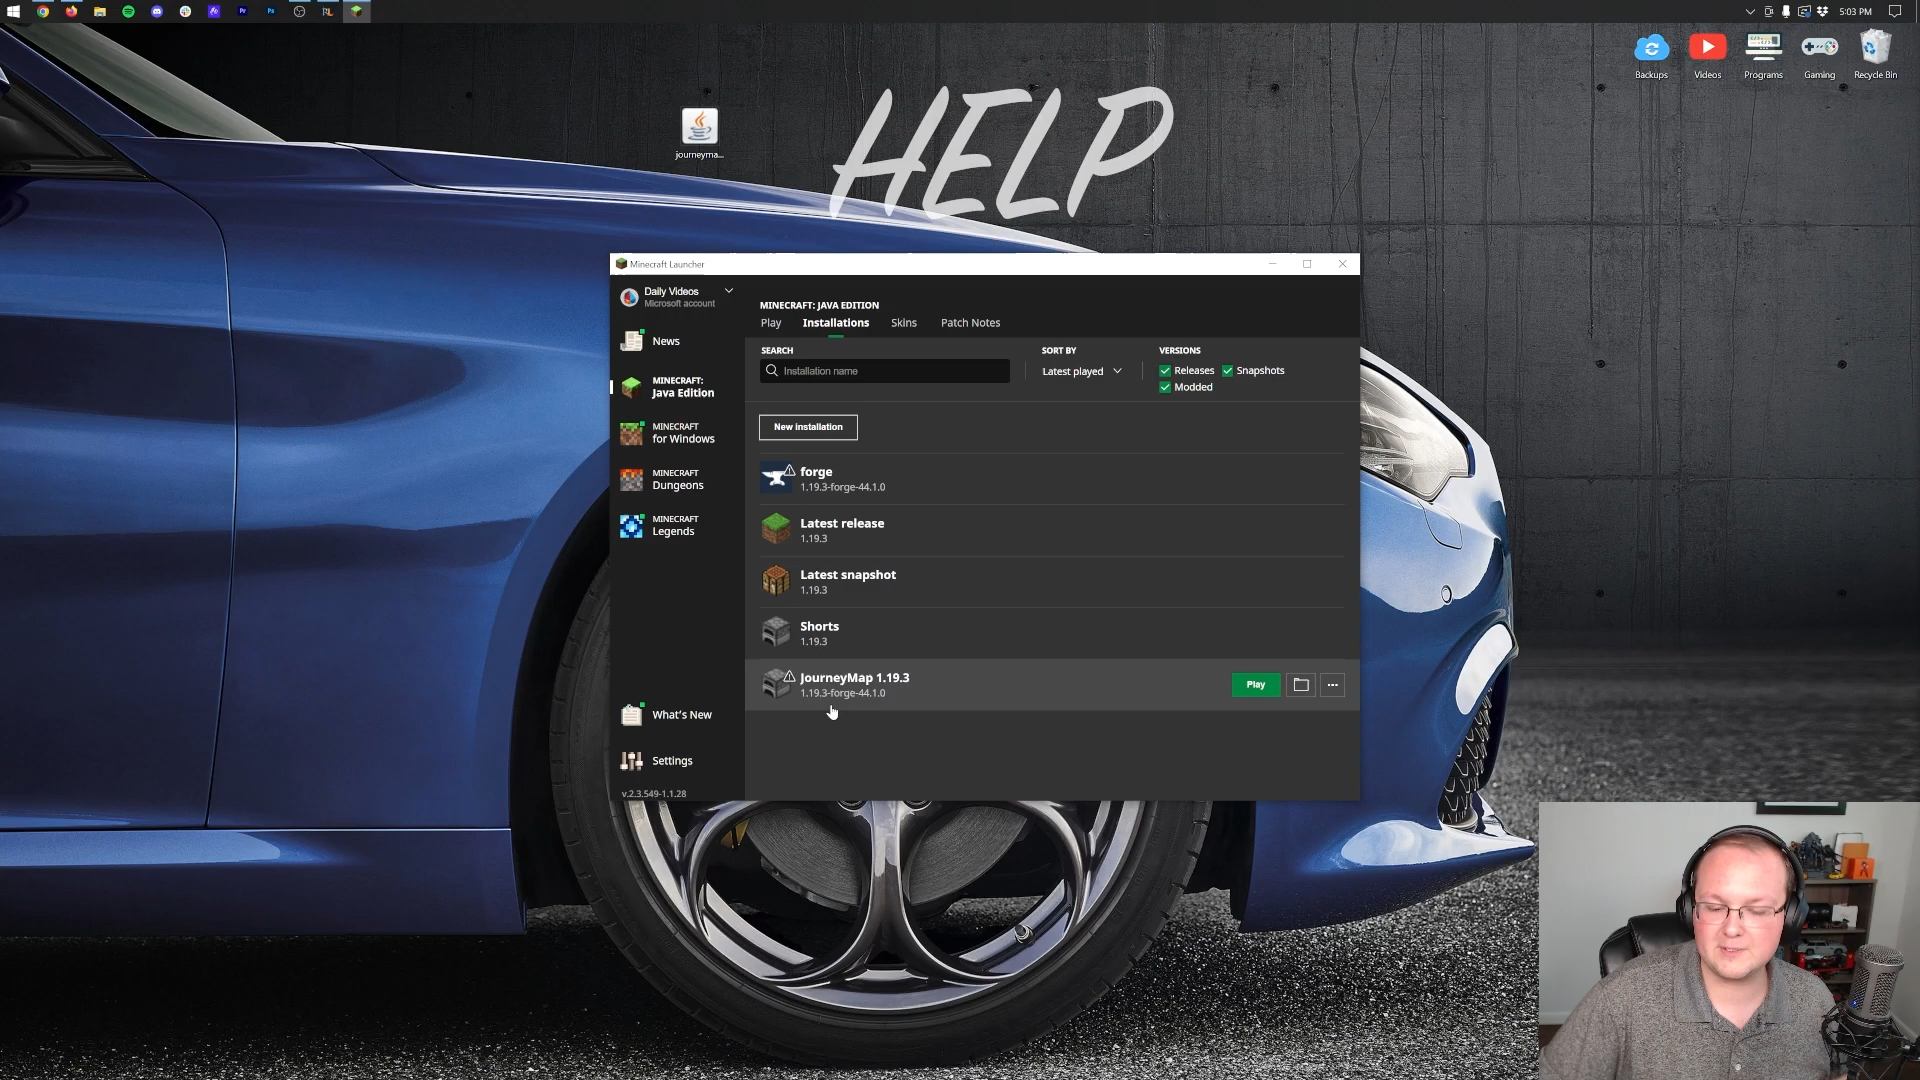 5:03 PM
Backups
Videos
Programs
Gaming
Recycle Bin
journeyma...
HELP
Minecraft Launcher
Daily Videos
Microsoft account
News
MINECRAFT:
Java Edition
MINECRAFT
for Windows
MINECRAFT
Dungeons
MINECRAFT
Legends
What's New
Settings
v.2.3.549-1.1.28
MINECRAFT: JAVA EDITION
Play Installations Skins Patch Notes
SEARCH
Installation name
SORT BY
Latest played
VERSIONS
Releases Snapshots
Modded
New installation
forge
1.19.3-forge-44.1.0
Latest release
1.19.3
Latest snapshot
1.19.3
Shorts
1.19.3
JourneyMap 1.19.3
1.19.3-forge-44.1.0
Play